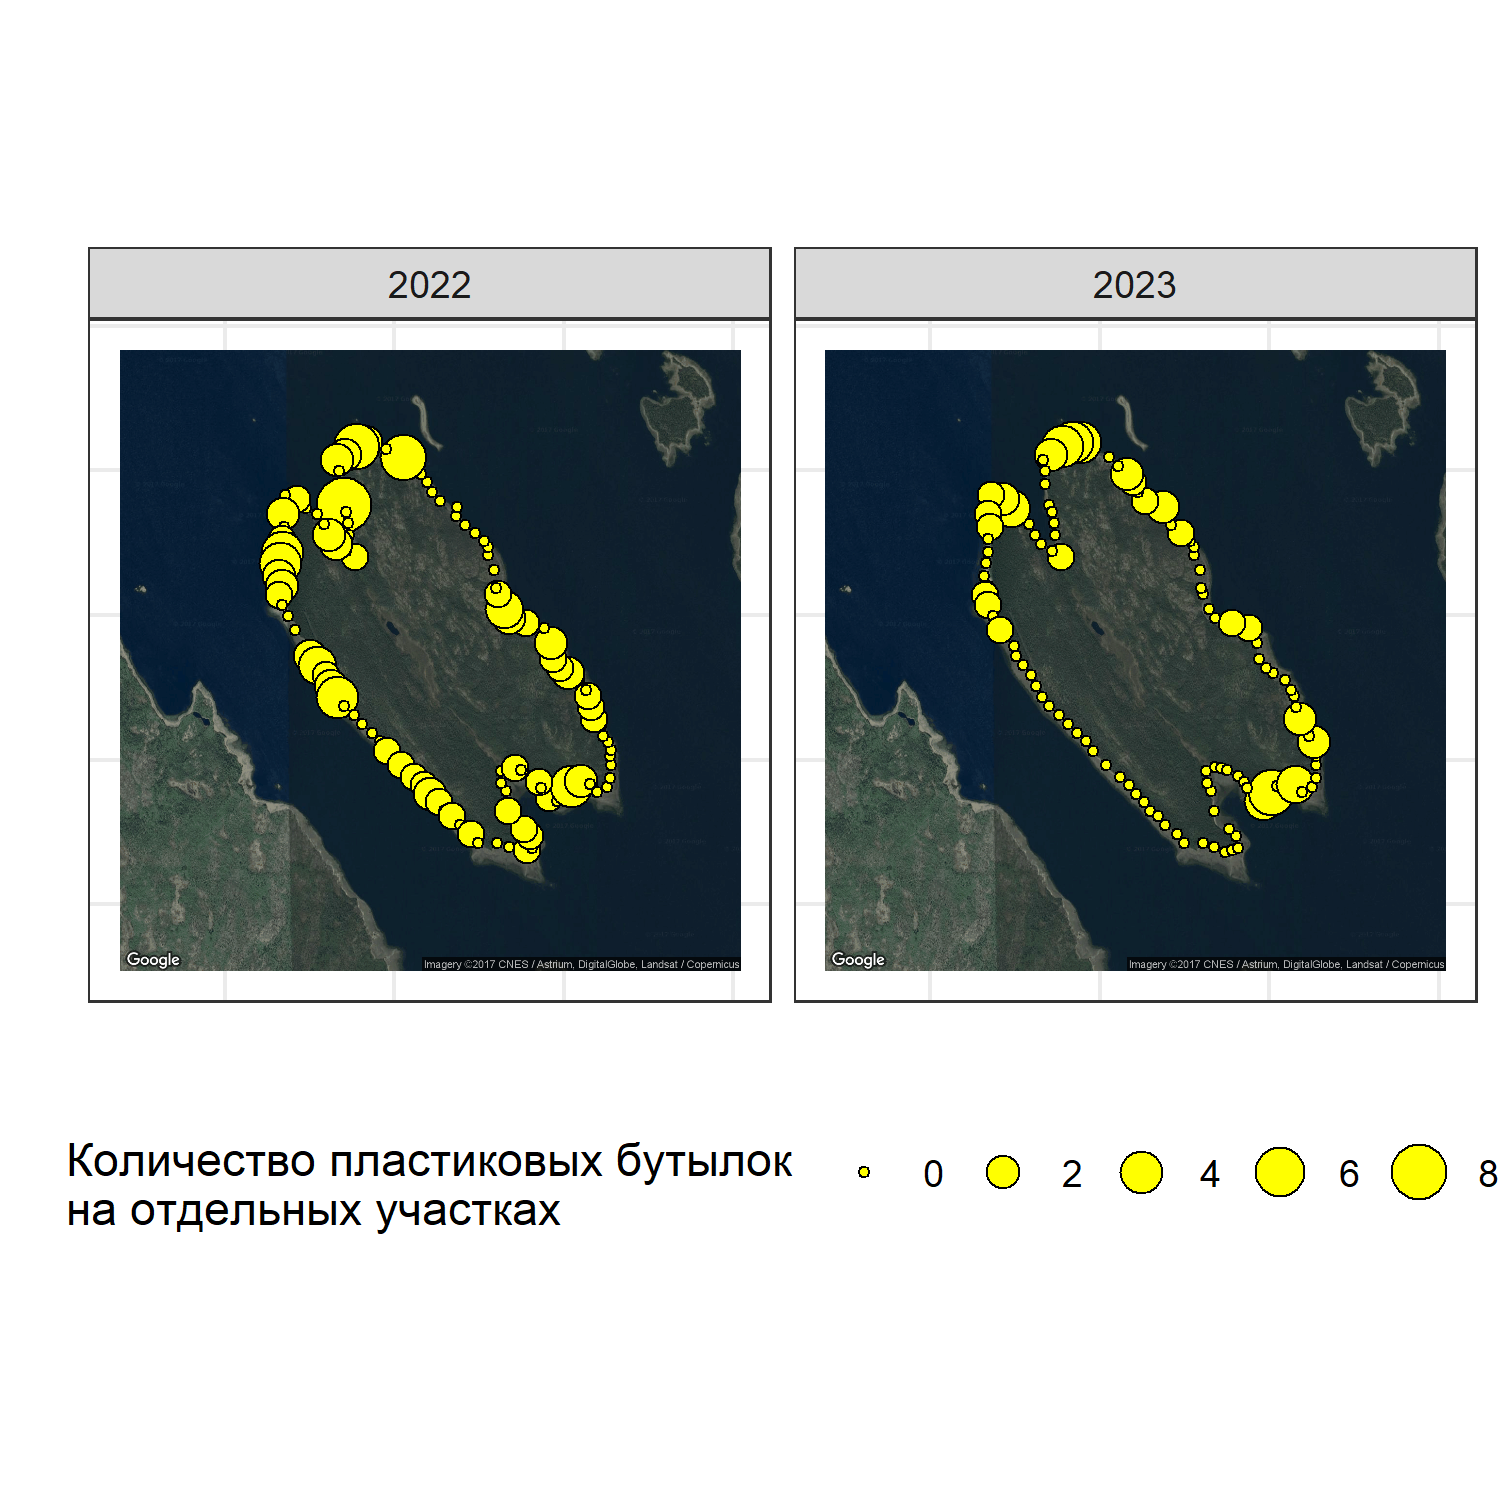 2022
2023
Google
Imagery ©2017 CNES / Astrium, DigitalGlobe, Landsat / Copernicus
Google
Imagery ©2017 CNES / Astrium, DigitalGlobe, Landsat / Copernicus
Количество пластиковых бутылок
на отдельных участках
0 2 4 6 8